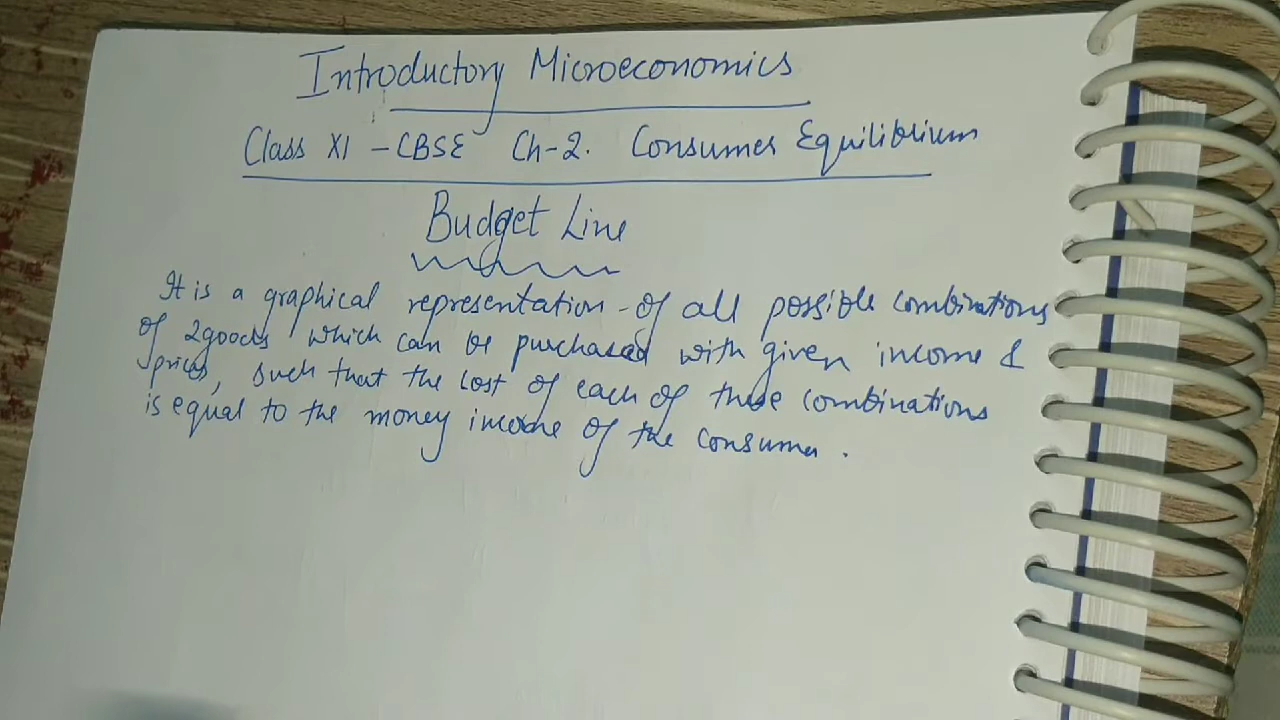 Introductory Microeconomics
Class XI - CBSE Ch-2. Consumer Equilibrium
Budget Line
It is a graphical representation of all possible combinations
of 2goods which can be purchased with given income &
prices, such that the cost of each of these combinations
is equal to the money income of the consumer.